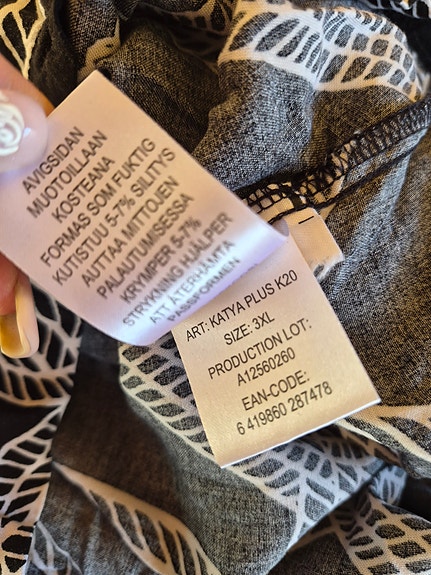 AVIGSIDAN
MUOTOILLAAN
KOSTEANA
FORMAS SOM FUKTIG
KUTISTUU 5-7% SILITYS
AUTTAA MITTOJEN
PALAUTUMISESSA
KRYMPER 5-7%
STRYKNING HJÄLPER
ATT ÅTERHÄMTA
PASSFORMEN
ART: KATYA PLUS K20
SIZE: 3XL
PRODUCTION LOT:
A12560260
EAN-CODE:
6 419860 287478